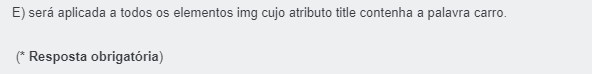 E) será aplicada a todos os elementos img cujo atributo title contenha a palavra carro.
(* Resposta obrigatória)